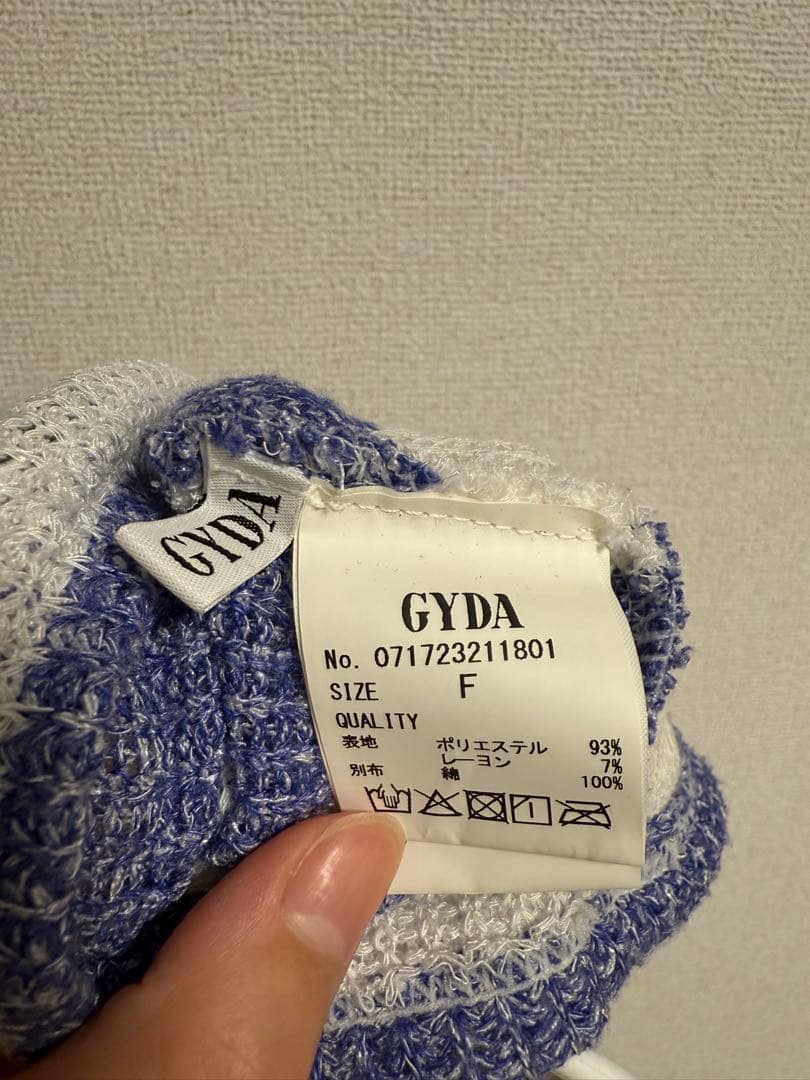 GYDA
GYDA
No. 071723211801
SIZE F
QUALITY
表地 ポリエステル 93%
レーヨン 7%
別布 綿 100%